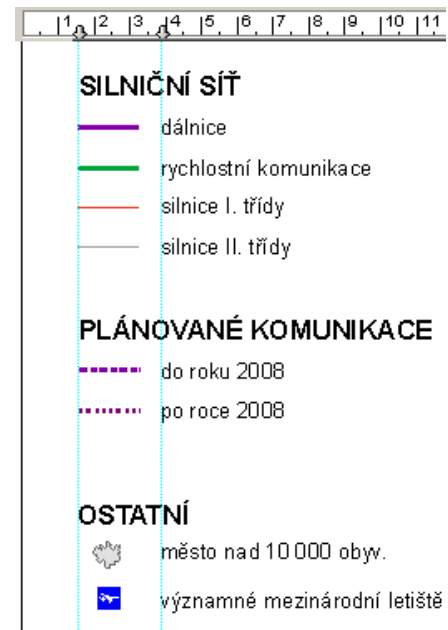 1 2 3 4 5 6 7 8 9 10 11
SILNIČNÍ SÍŤ
dálnice
rychlostní komunikace
silnice I. třídy
silnice II. třídy
PLÁNOVANÉ KOMUNIKACE
do roku 2008
po roce 2008
OSTATNÍ
město nad 10 000 obyv.
významné mezinárodní letiště